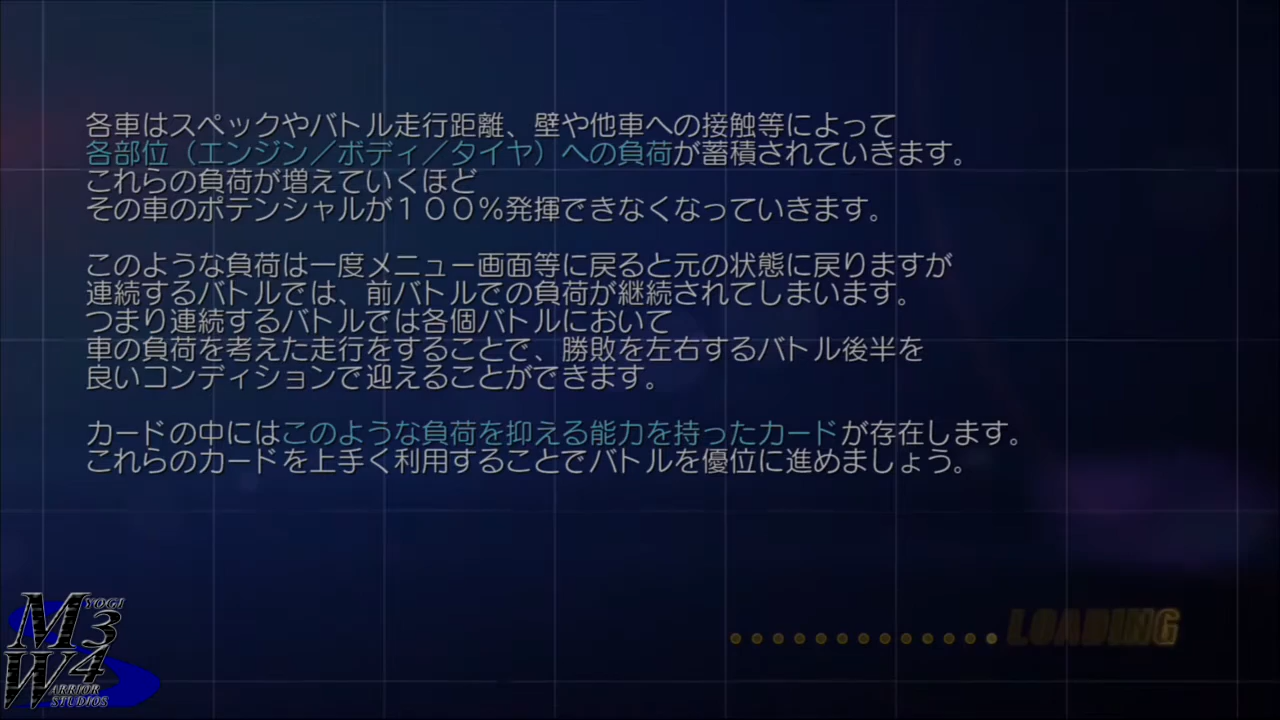 各車はスペックやバトル走行距離、壁や他車への接触等によって
各部位（エンジン／ボディ／タイヤ）への負荷が蓄積されていきます。
これらの負荷が増えていくほど
その車のポテンシャルが１００％発揮できなくなっていきます。
このような負荷は一度メニュー画面等に戻ると元の状態に戻りますが
連続するバトルでは、前バトルでの負荷が継続されてしまいます。
つまり連続するバトルでは各個バトルにおいて
車の負荷を考えた走行をすることで、勝敗を左右するバトル後半を
良いコンディションで迎えることができます。
カードの中にはこのような負荷を抑える能力を持ったカードが存在します。
これらのカードを上手く利用することでバトルを優位に進めましょう。
LOADING
MYOGI
34
WARRIOR
STUDIOS